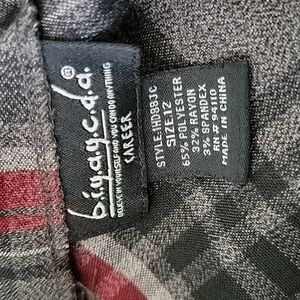 b.i.y.a.y.c.d.a.®
BELIEVE IN YOURSELF AND YOU CAN DO ANYTHING
CAREER
STYLE:
SIZE:12
65% POLYESTER
32% RAYON
3% SPANDEX
RN # 94110
MADE IN CHINA